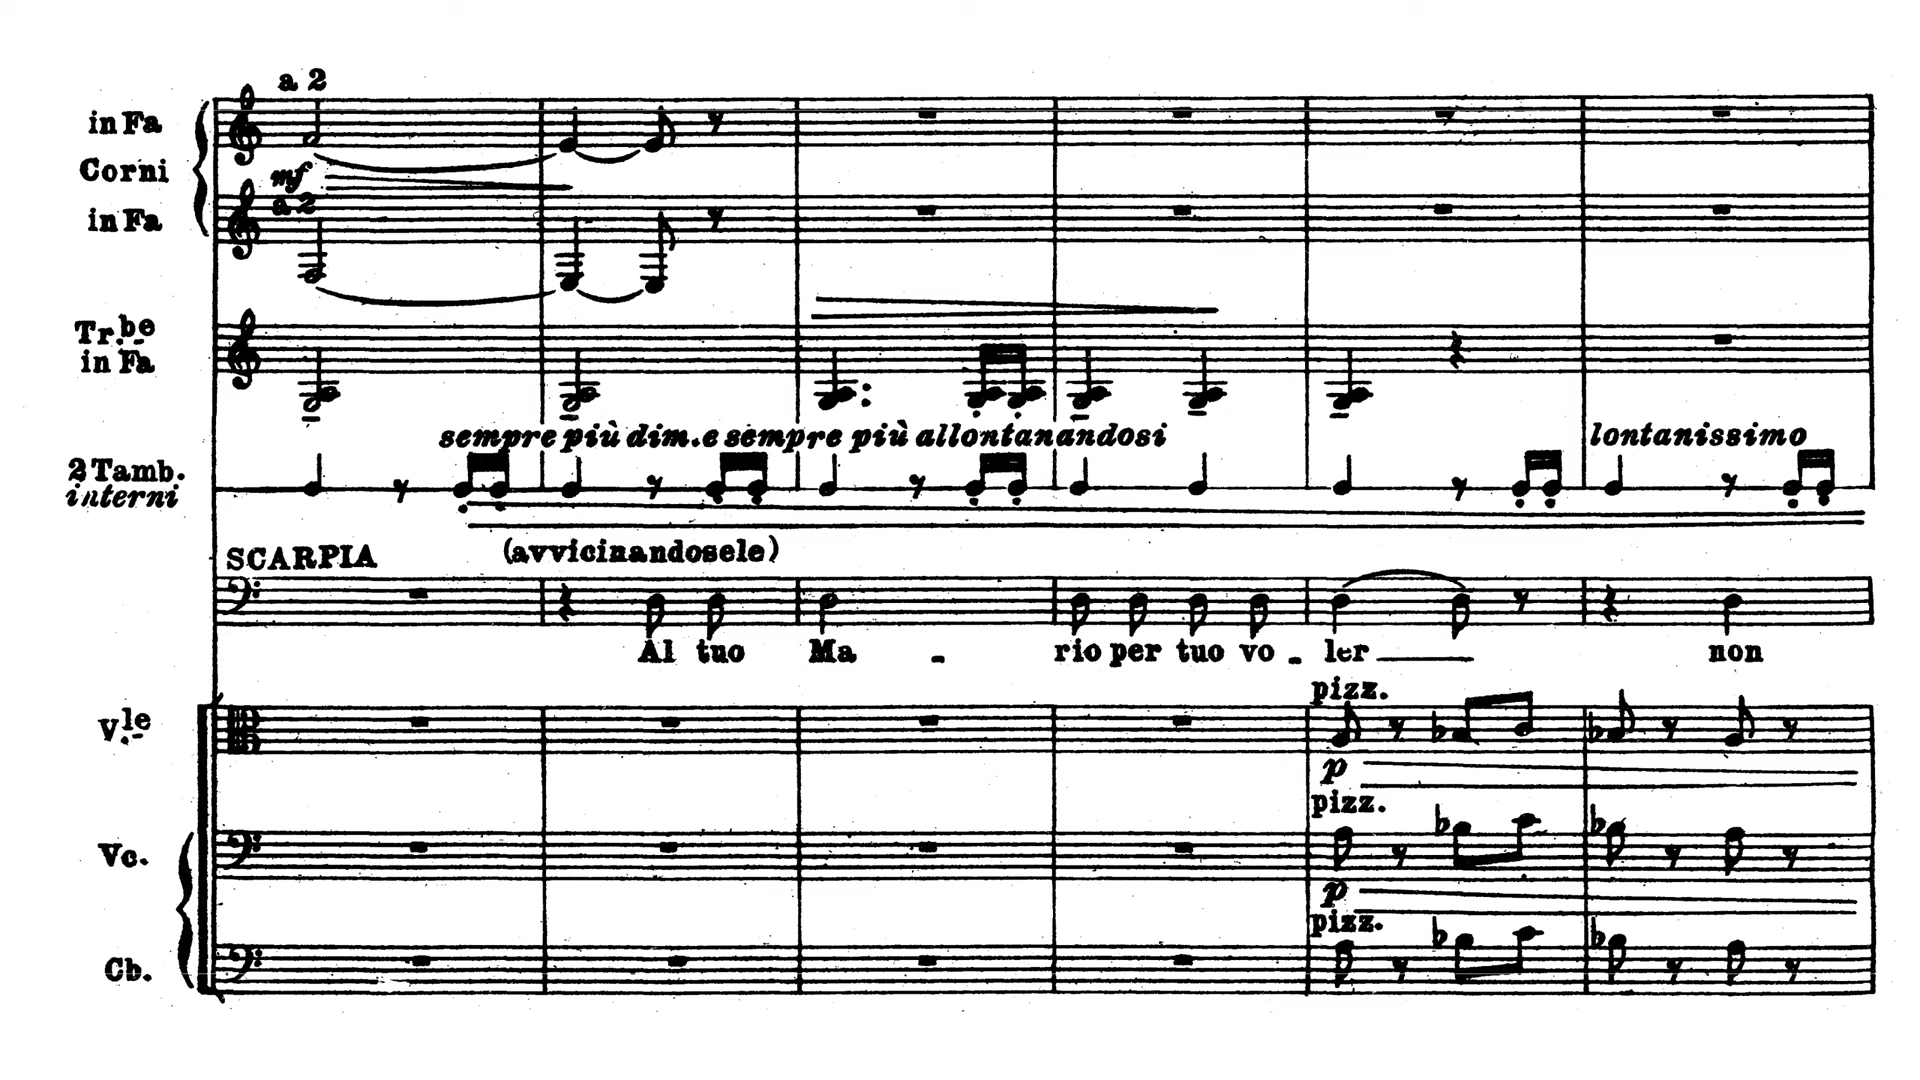 a 2
in Fa
Corni
mf
a 2
in Fa
Tr.be
in Fa
sempre più dim. e sempre più allontanandosi
lontanissimo
2 Tamb.
interni
SCARPIA
(avvicinandosele)
Al tuo Ma - rio per tuo vo - ler non
pizz.
V.le
p
pizz.
Vc.
p
pizz.
Cb.